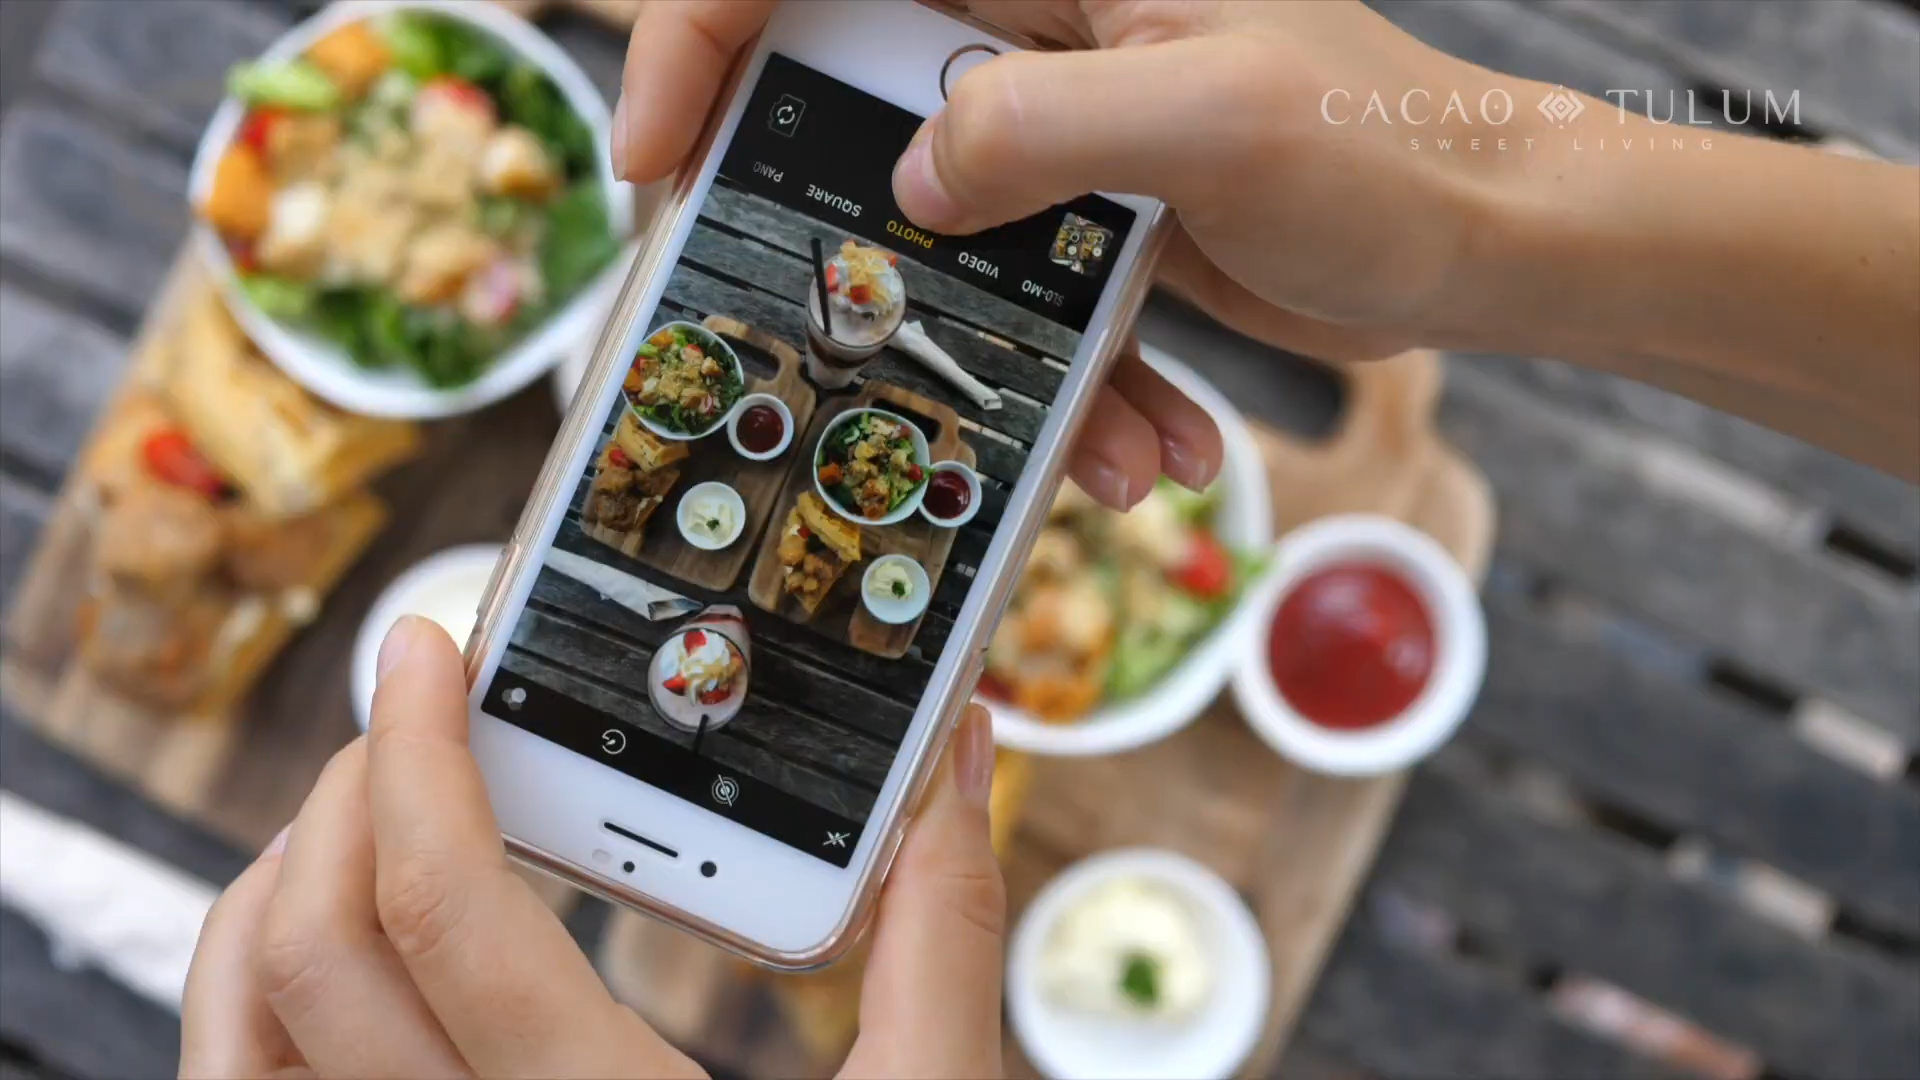 CACAO TULUM
SWEET LIVING
PANO
SQUARE
PHOTO
VIDEO
SLO-MO